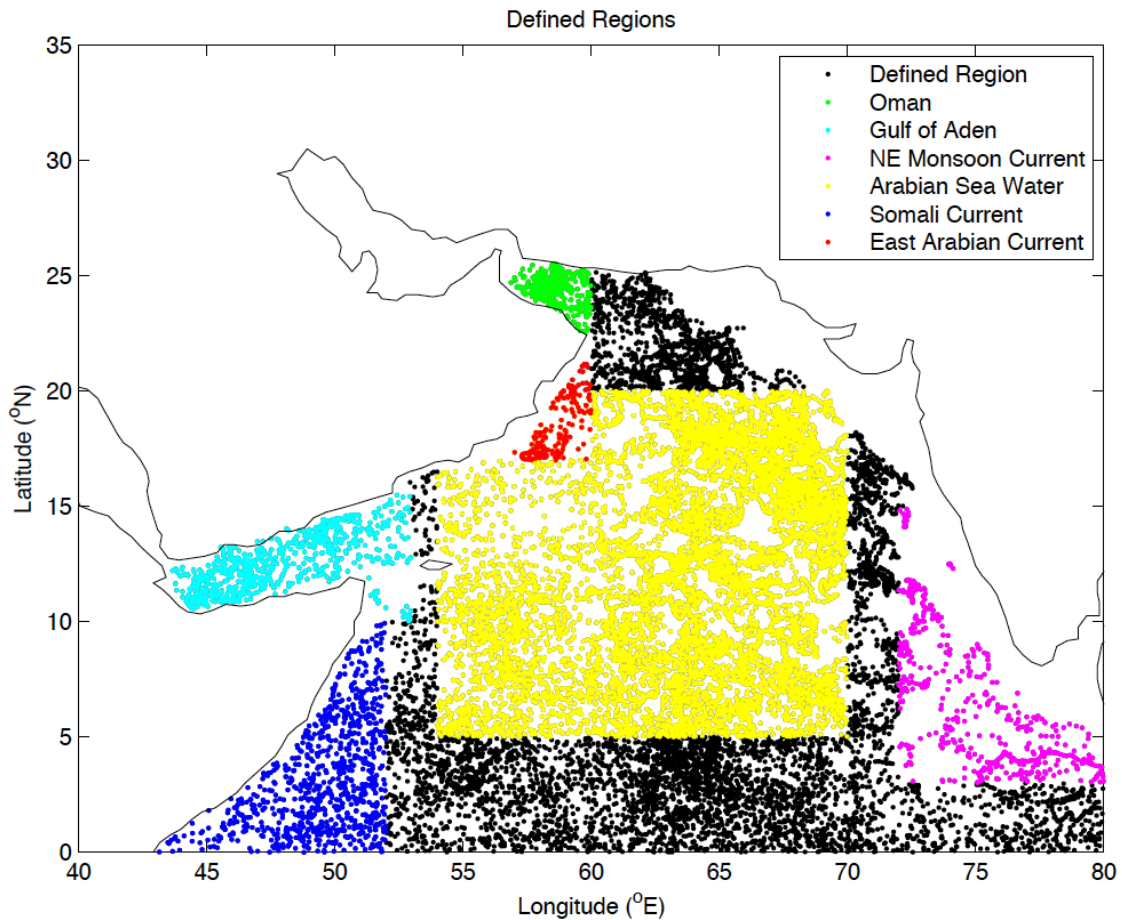 Defined Regions
35
30
25
20
15
10
5
0
Latitude (°N)
40
45
50
55
60
65
70
75
80
Longitude (°E)
Defined Region
Oman
Gulf of Aden
NE Monsoon Current
Arabian Sea Water
Somali Current
East Arabian Current